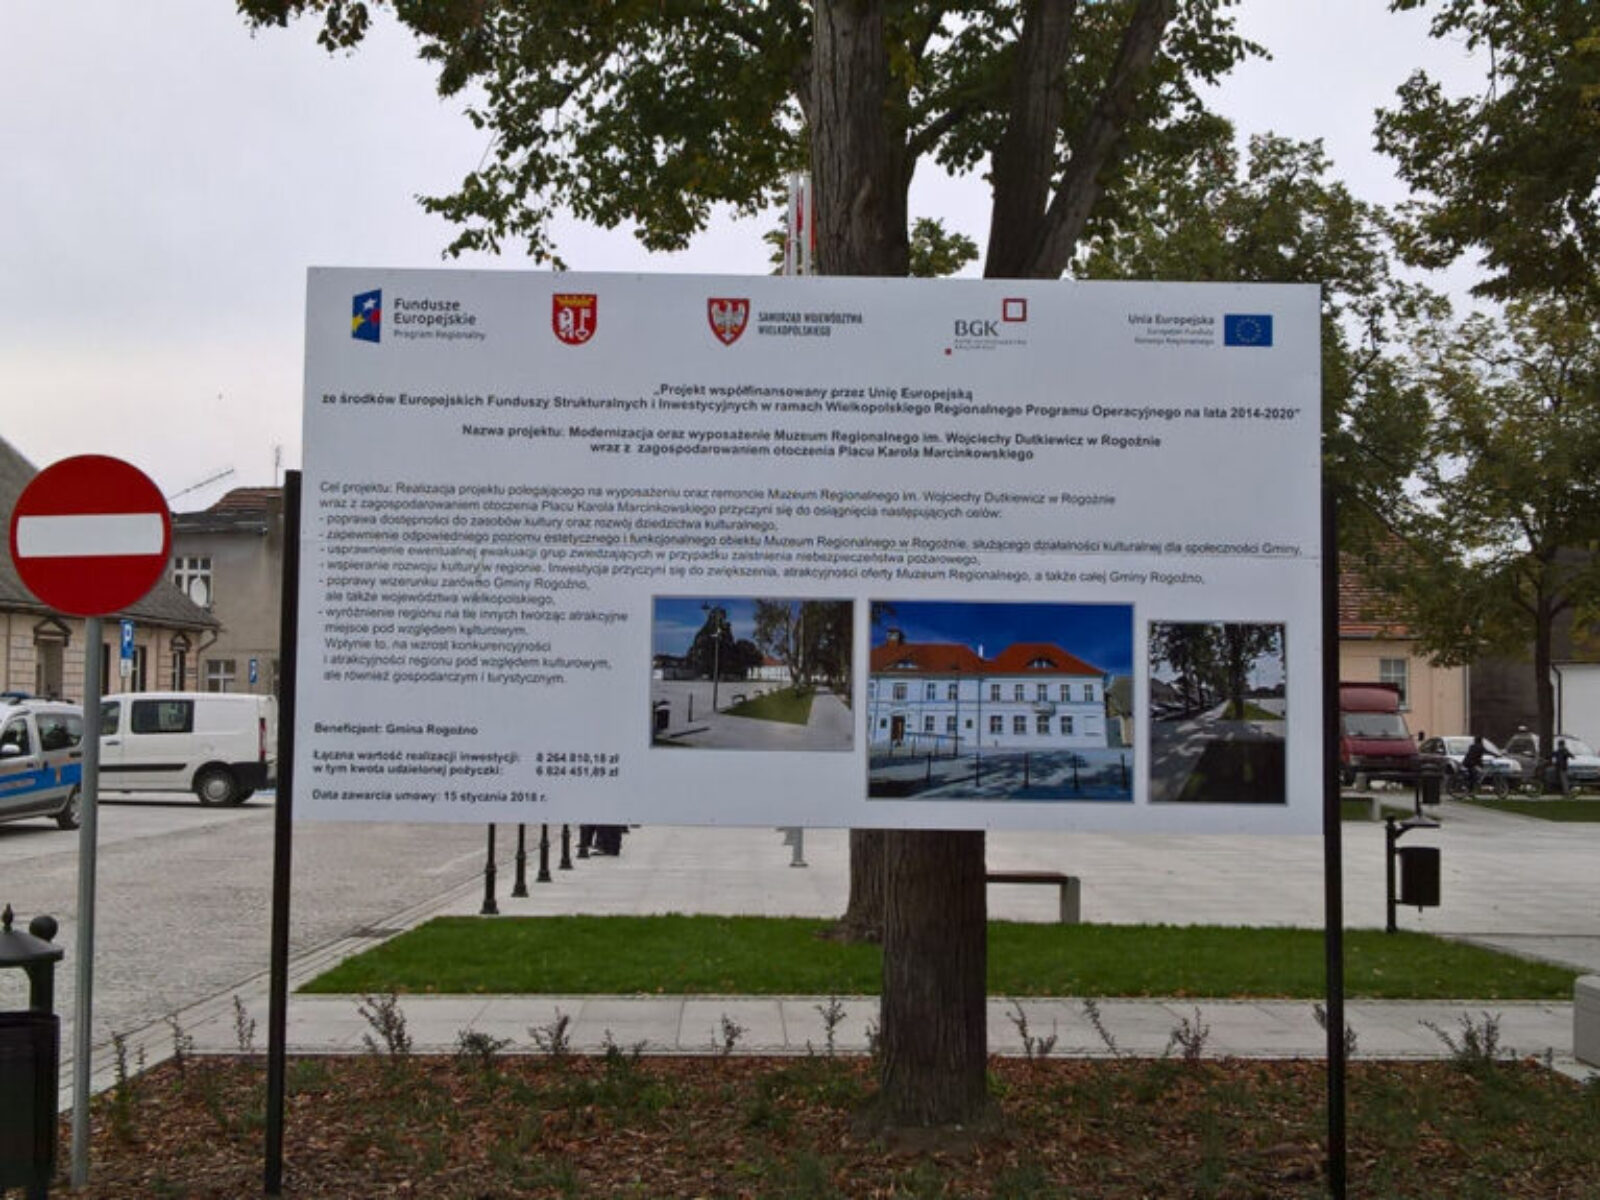 Fundusze
Europejskie
Program Regionalny
SAMORZĄD WOJEWÓDZTWA
WIELKOPOLSKIEGO
BGK
Unia Europejska
Europejski Fundusz
Rozwoju Regionalnego
„Projekt współfinansowany przez Unię Europejską
ze środków Europejskich Funduszy Strukturalnych i Inwestycyjnych w ramach Wielkopolskiego Regionalnego Programu Operacyjnego na lata 2014-2020"
Nazwa projektu: Modernizacja oraz wyposażenie Muzeum Regionalnego im. Wojciechy Dutkiewicz w Rogoźnie
wraz z zagospodarowaniem otoczenia Placu Karola Marcinkowskiego
Cel projektu: Realizacja projektu polegającego na wyposażeniu oraz remoncie Muzeum Regionalnego im. Wojciechy Dutkiewicz w Rogoźnie
wraz z zagospodarowaniem otoczenia Placu Karola Marcinkowskiego przyczyni się do osiągnięcia następujących celów:
- poprawa dostępności do zasobów kultury oraz rozwój dziedzictwa kulturalnego,
- zapewnienie odpowiedniego poziomu estetycznego i funkcjonalnego obiektu Muzeum Regionalnego w Rogoźnie, służącego działalności kulturalnej dla społeczności Gminy,
- usprawnienie ewentualnej ewakuacji grup zwiedzających w przypadku zaistnienia niebezpieczeństwa pożarowego,
- wspieranie rozwoju kultury w regionie. Inwestycja przyczyni się do zwiększenia, atrakcyjności oferty Muzeum Regionalnego, a także całej Gminy Rogoźno,
- poprawy wizerunku zarówno Gminy Rogoźno,
ale także województwa wielkopolskiego,
- wyróżnienie regionu na tle innych tworząc atrakcyjne
miejsce pod względem kulturowym.
Wpłynie to, na wzrost konkurencyjności
i atrakcyjności regionu pod względem kulturowym,
ale również gospodarczym i turystycznym.
Beneficjent: Gmina Rogoźno
Łączna wartość realizacji inwestycji: 8 264 810,18 zł
w tym kwota udzielonej pożyczki: 6 824 451,89 zł
Data zawarcia umowy: 15 stycznia 2018 r.